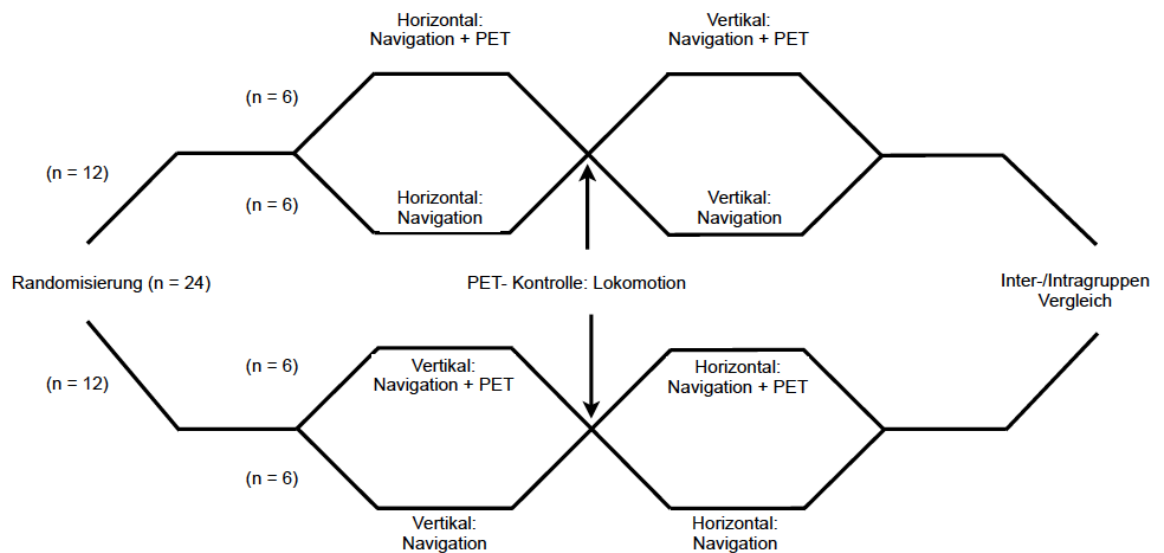 Horizontal:
Navigation + PET
Vertikal:
Navigation + PET
(n = 6)
(n = 12)
(n = 6)
Horizontal:
Navigation
Vertikal:
Navigation
Randomisierung (n = 24)
PET- Kontrolle: Lokomotion
Inter-/Intragruppen
Vergleich
(n = 12)
(n = 6)
Vertikal:
Navigation + PET
Horizontal:
Navigation + PET
(n = 6)
Vertikal:
Navigation
Horizontal:
Navigation